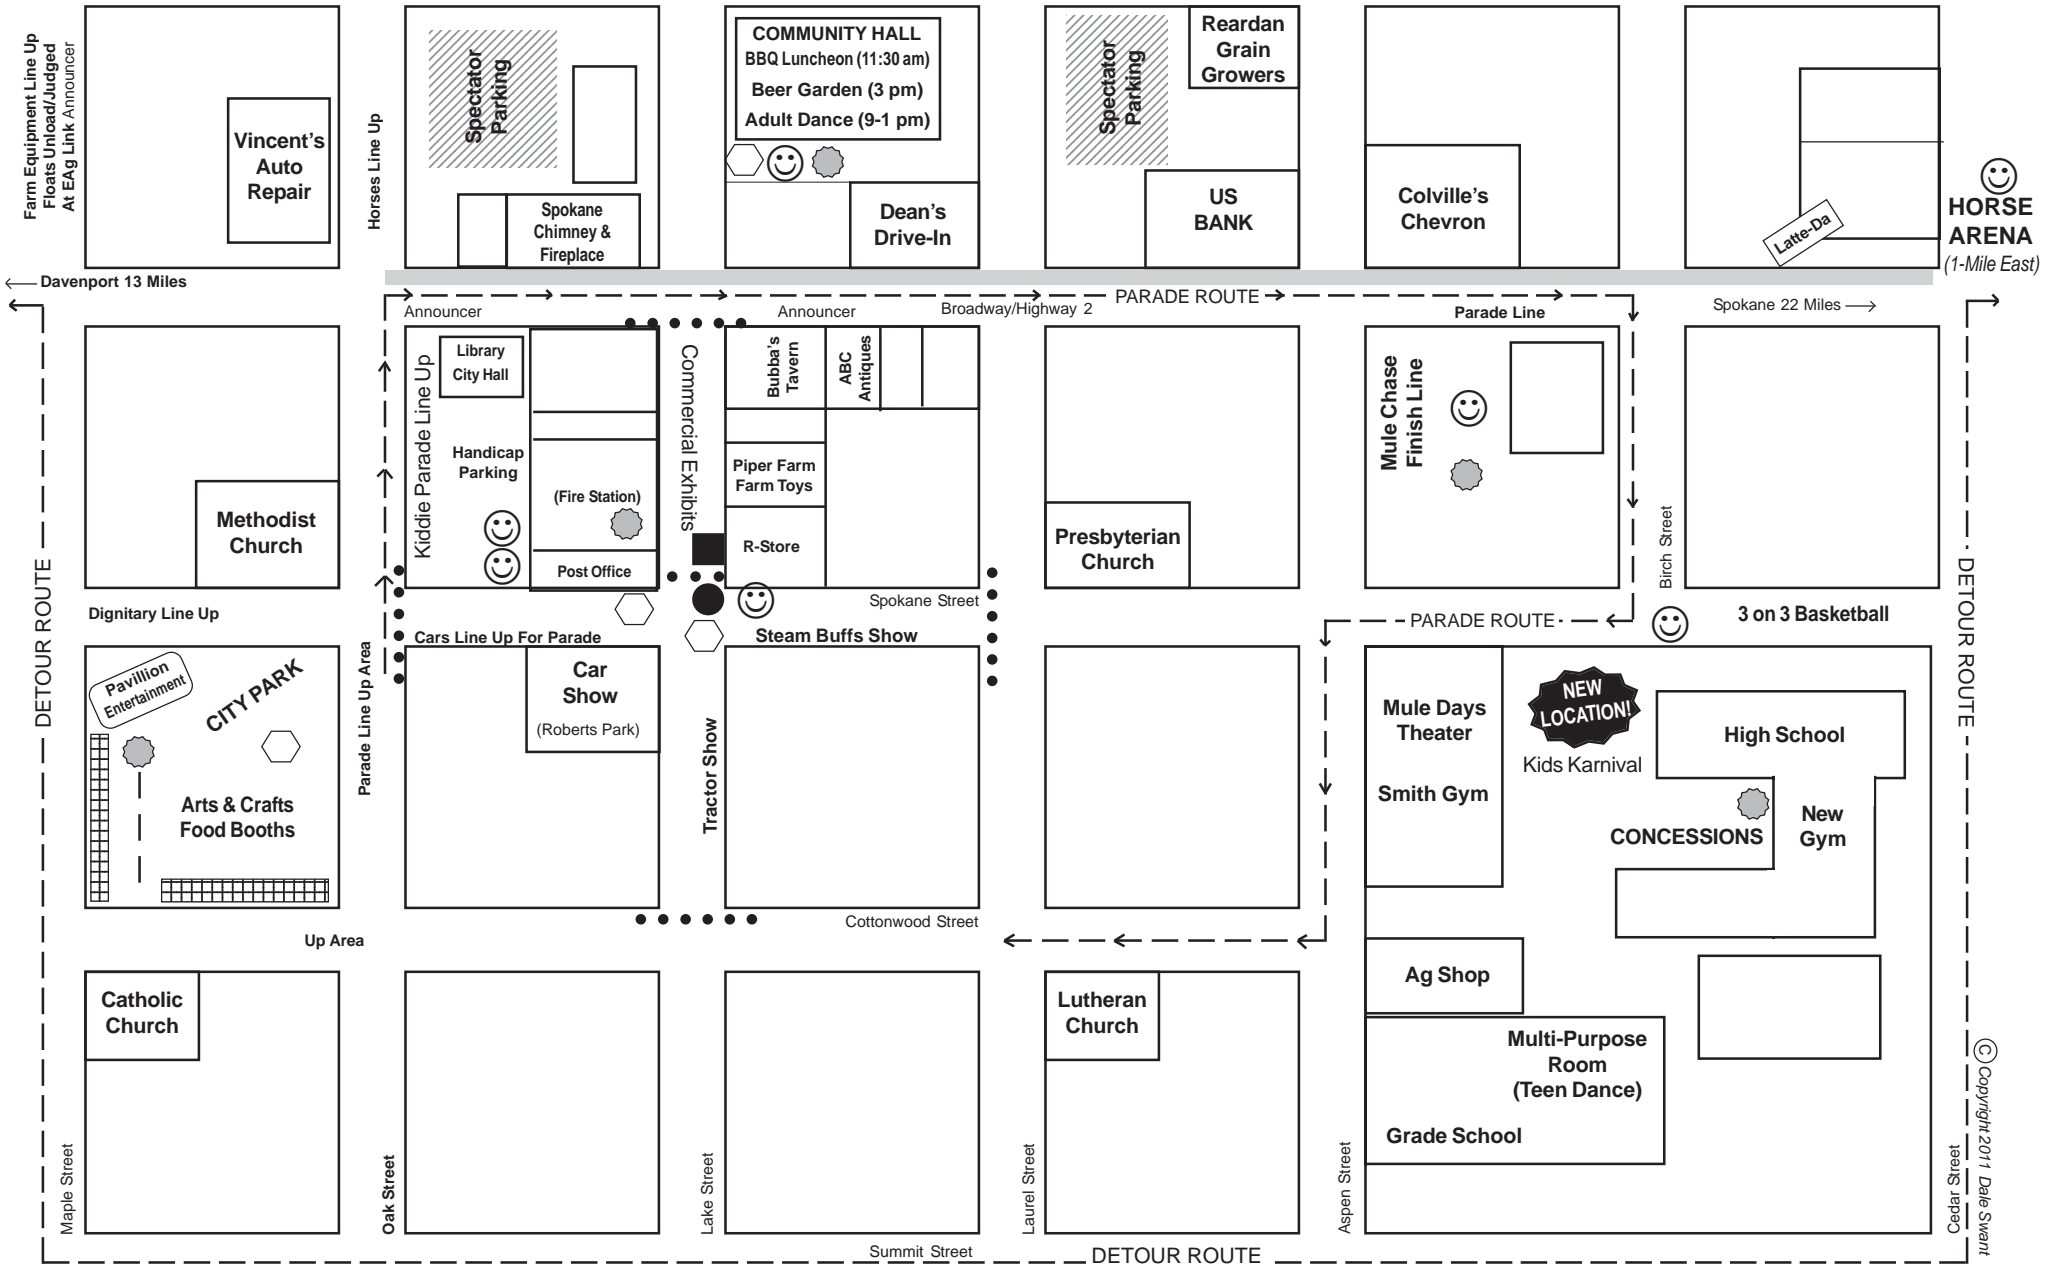 Farm Equipment Line Up
Floats Unload/Judged
At EAg Link Announcer
Vincent's
Auto
Repair
Horses Line Up
Spectator
Parking
Spokane
Chimney &
Fireplace
COMMUNITY HALL
BBQ Luncheon (11:30 am)
Beer Garden (3 pm)
Adult Dance (9-1 pm)
Dean's
Drive-In
Spectator
Parking
Reardan
Grain
Growers
US
BANK
Colville's
Chevron
Latte-Da
HORSE
ARENA
(1-Mile East)
Davenport 13 Miles
PARADE ROUTE
Announcer
Announcer
Broadway/Highway 2
Parade Line
Spokane 22 Miles
Methodist
Church
Kiddie Parade Line Up
Library
City Hall
Handicap
Parking
(Fire Station)
Post Office
Commercial Exhibits
Bubba's
Tavern
ABC
Antiques
Piper Farm
Farm Toys
R-Store
Presbyterian
Church
Mule Chase
Finish Line
Birch Street
DETOUR ROUTE
DETOUR ROUTE
Dignitary Line Up
Spokane Street
Cars Line Up For Parade
Steam Buffs Show
PARADE ROUTE
3 on 3 Basketball
Pavillion
Entertainment
CITY PARK
Arts & Crafts
Food Booths
Parade Line Up Area
Car
Show
(Roberts Park)
Tractor Show
Mule Days
Theater
Smith Gym
NEW
LOCATION!
Kids Karnival
High School
New
Gym
CONCESSIONS
Up Area
Cottonwood Street
Catholic
Church
Lutheran
Church
Ag Shop
Multi-Purpose
Room
(Teen Dance)
Grade School
Maple Street
Oak Street
Lake Street
Laurel Street
Aspen Street
Cedar Street
© Copyright 2011 Dale Swant
Summit Street
DETOUR ROUTE